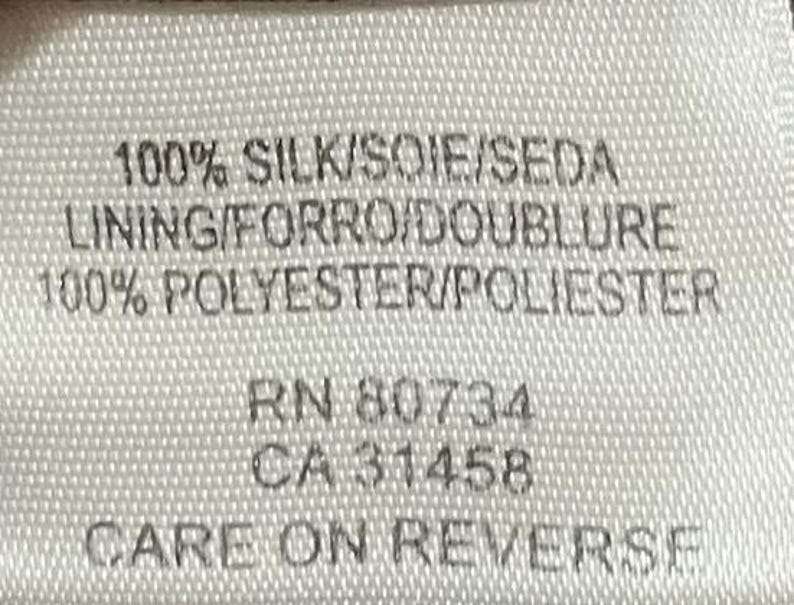 100% SILK/SOIE/SEDA
LINING/FORRO/DOUBLURE
100% POLYESTER/POLIESTER
RN 80734
CA 31458
CARE ON REVERSE